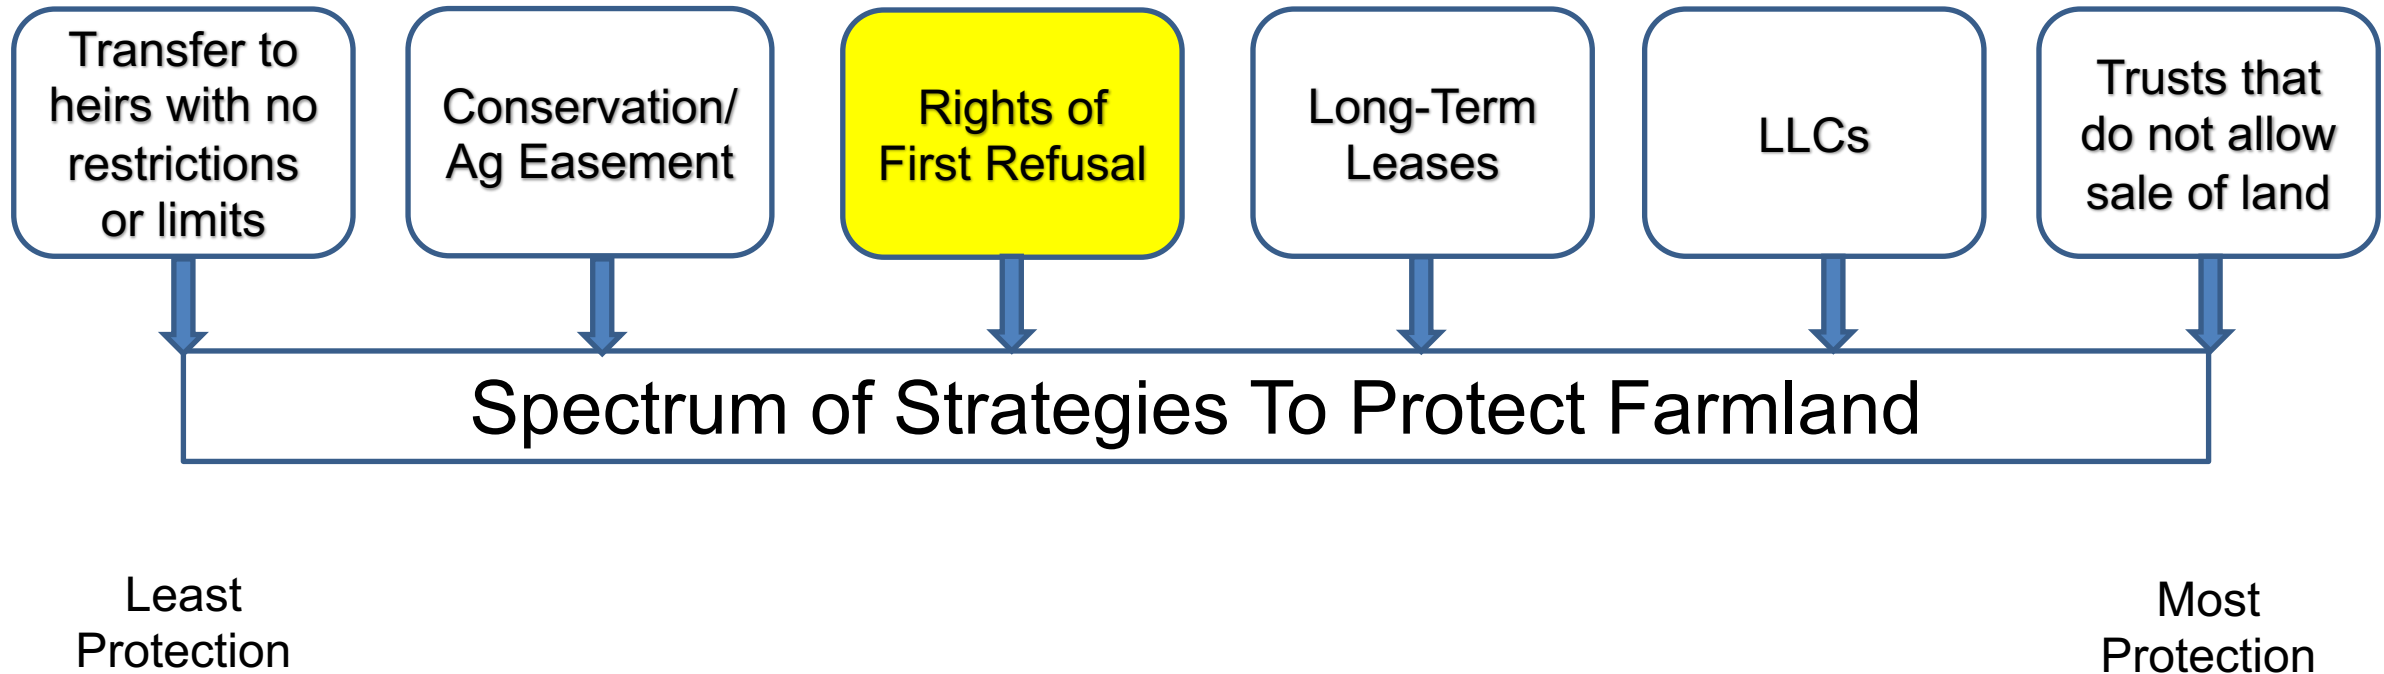 Transfer to
heirs with no
restrictions
or limits
Conservation/
Ag Easement
Rights of
First Refusal
Long-Term
Leases
LLCs
Trusts that
do not allow
sale of land
Spectrum of Strategies To Protect Farmland
Least
Protection
Most
Protection